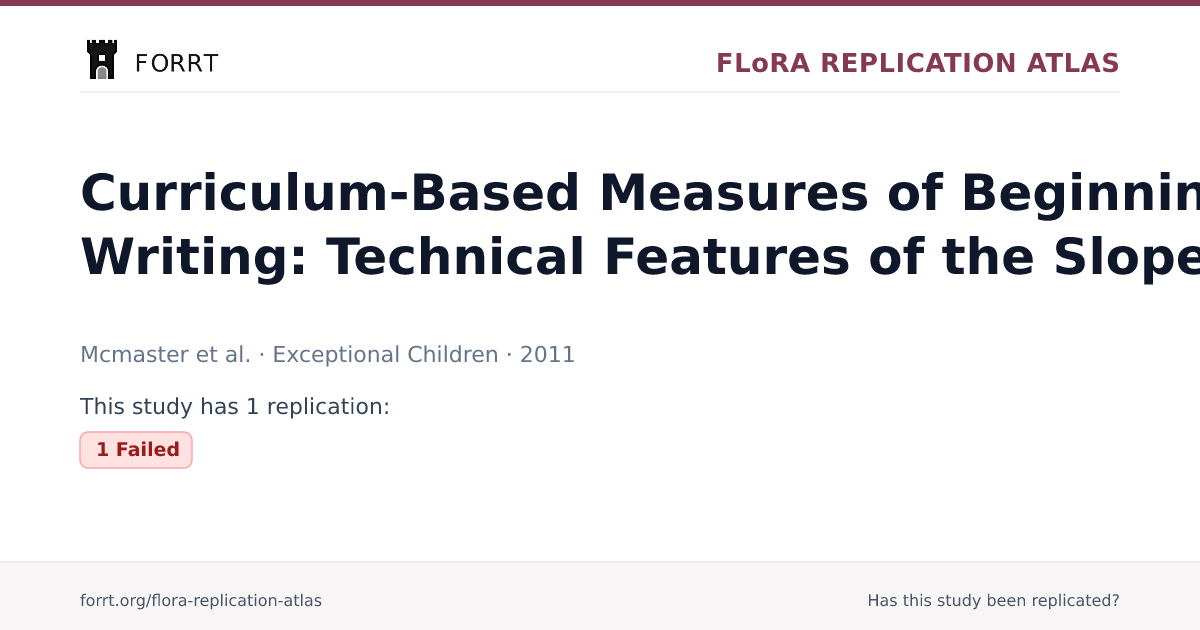 FORRT
FLoRA REPLICATION ATLAS
Curriculum-Based Measures of Beginnin
Writing: Technical Features of the Slope
Mcmaster et al. · Exceptional Children · 2011
This study has 1 replication:
1 Failed
forrt.org/flora-replication-atlas
Has this study been replicated?